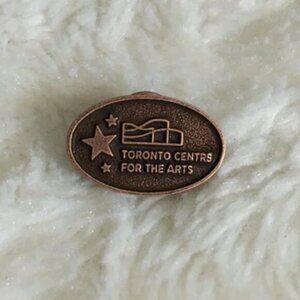 TORONTO CENTRE
FOR THE ARTS